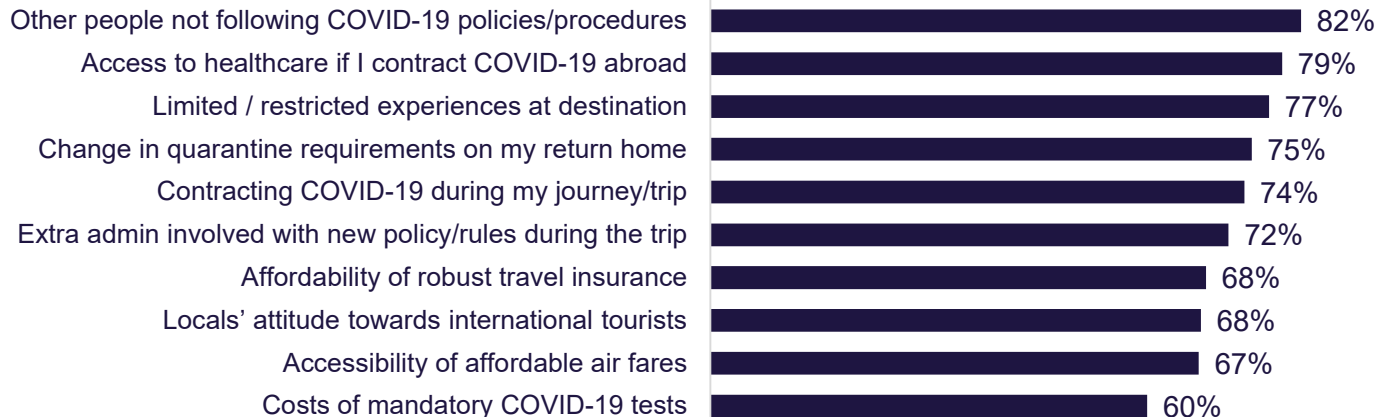 Other people not following COVID-19 policies/procedures 82%
Access to healthcare if I contract COVID-19 abroad 79%
Limited / restricted experiences at destination 77%
Change in quarantine requirements on my return home 75%
Contracting COVID-19 during my journey/trip 74%
Extra admin involved with new policy/rules during the trip 72%
Affordability of robust travel insurance 68%
Locals’ attitude towards international tourists 68%
Accessibility of affordable air fares 67%
Costs of mandatory COVID-19 tests 60%